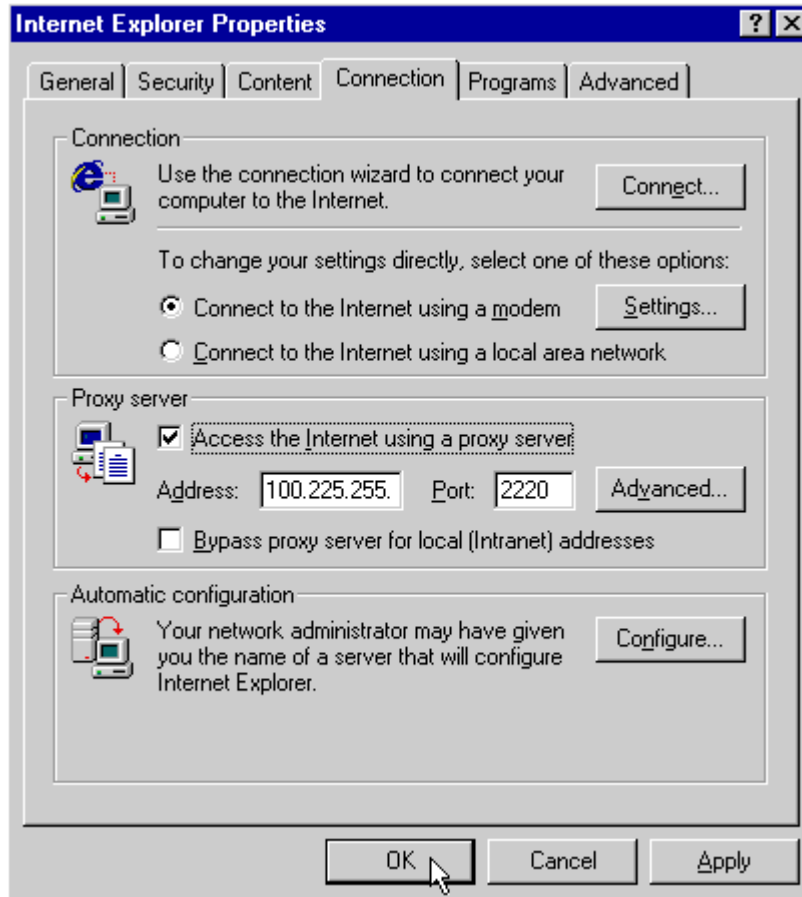 Internet Explorer Properties
General Security Content Connection Programs Advanced
Connection
Use the connection wizard to connect your
computer to the Internet.
Connect...
To change your settings directly, select one of these options:
Connect to the Internet using a modem
Settings...
Connect to the Internet using a local area network
Proxy server
Access the Internet using a proxy server
Address: 100.225.255. Port: 2220 Advanced...
Bypass proxy server for local (Intranet) addresses
Automatic configuration
Your network administrator may have given
you the name of a server that will configure
Internet Explorer.
Configure...
OK Cancel Apply